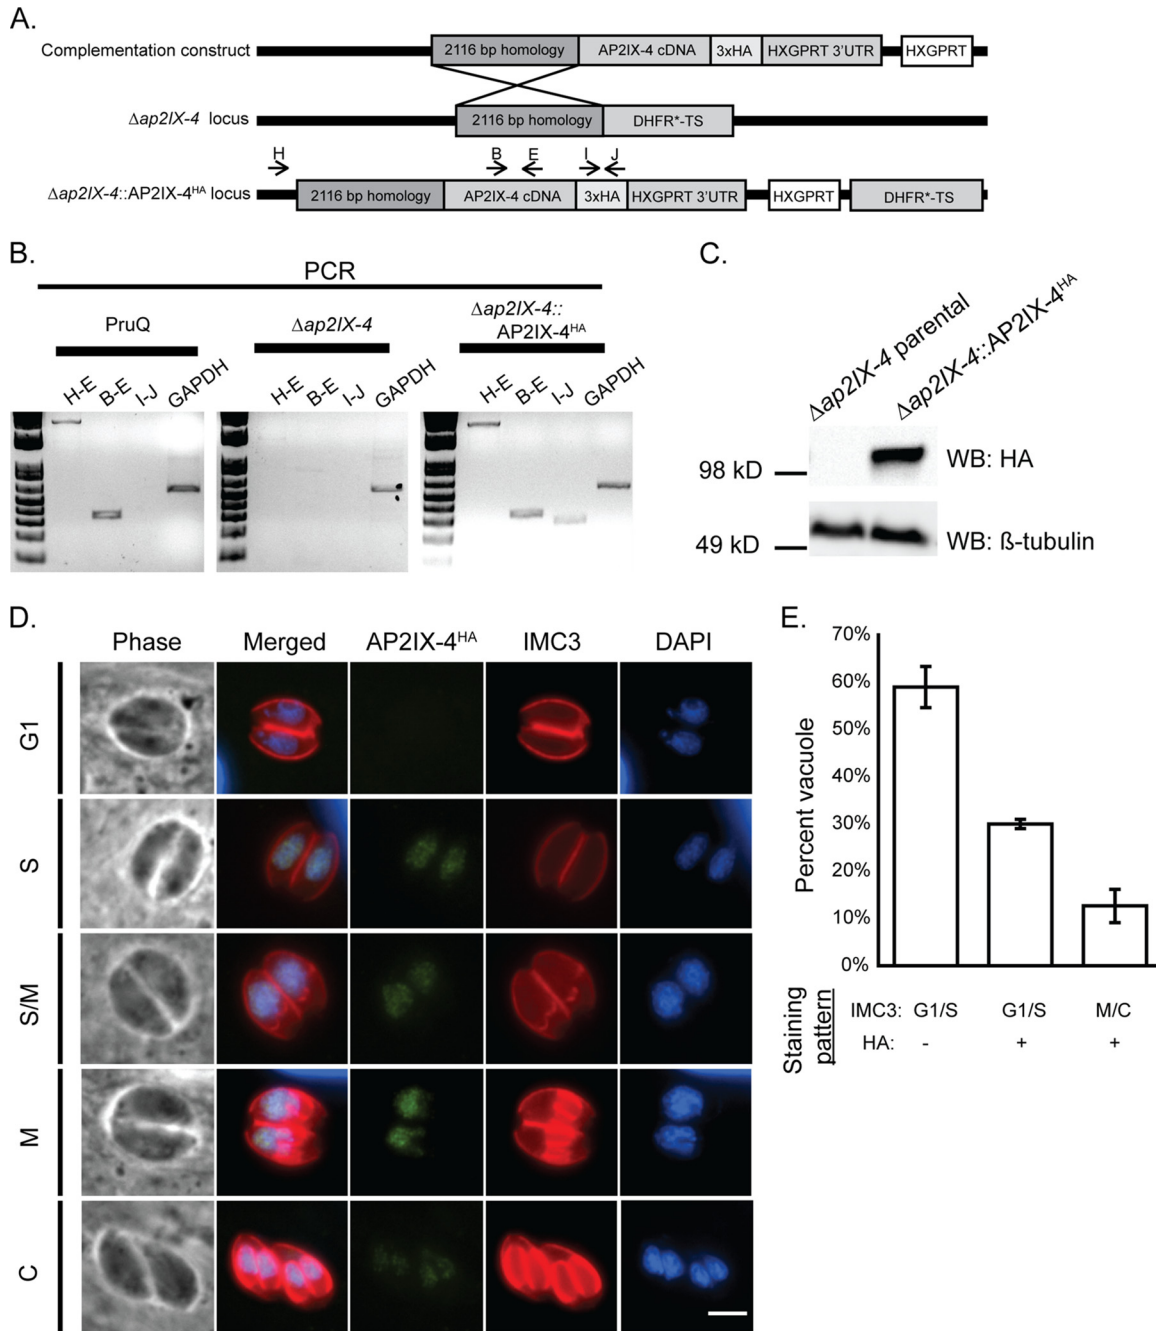 A.
Complementation construct
2116 bp homology
AP2IX-4 cDNA
3xHA
HXGPRT 3'UTR
HXGPRT
Δap2IX-4 locus
2116 bp homology
DHFR*-TS
H
B
E
I
J
Δap2IX-4::AP2IX-4ᴴᴬ locus
2116 bp homology
AP2IX-4 cDNA
3xHA
HXGPRT 3'UTR
HXGPRT
DHFR*-TS
B.
PCR
PruQ
Δap2IX-4
Δap2IX-4::
AP2IX-4ᴴᴬ
H-E
B-E
I-J
GAPDH
H-E
B-E
I-J
GAPDH
H-E
B-E
I-J
GAPDH
C.
Δap2IX-4 parental
Δap2IX-4::AP2IX-4ᴴᴬ
98 kD
WB: HA
49 kD
WB: ß-tubulin
D.
Phase
Merged
AP2IX-4ᴴᴬ
IMC3
DAPI
G1
S
S/M
M
C
E.
Percent vacuole
70%
60%
50%
40%
30%
20%
10%
0%
Staining pattern
IMC3: G1/S G1/S M/C
HA: - + +